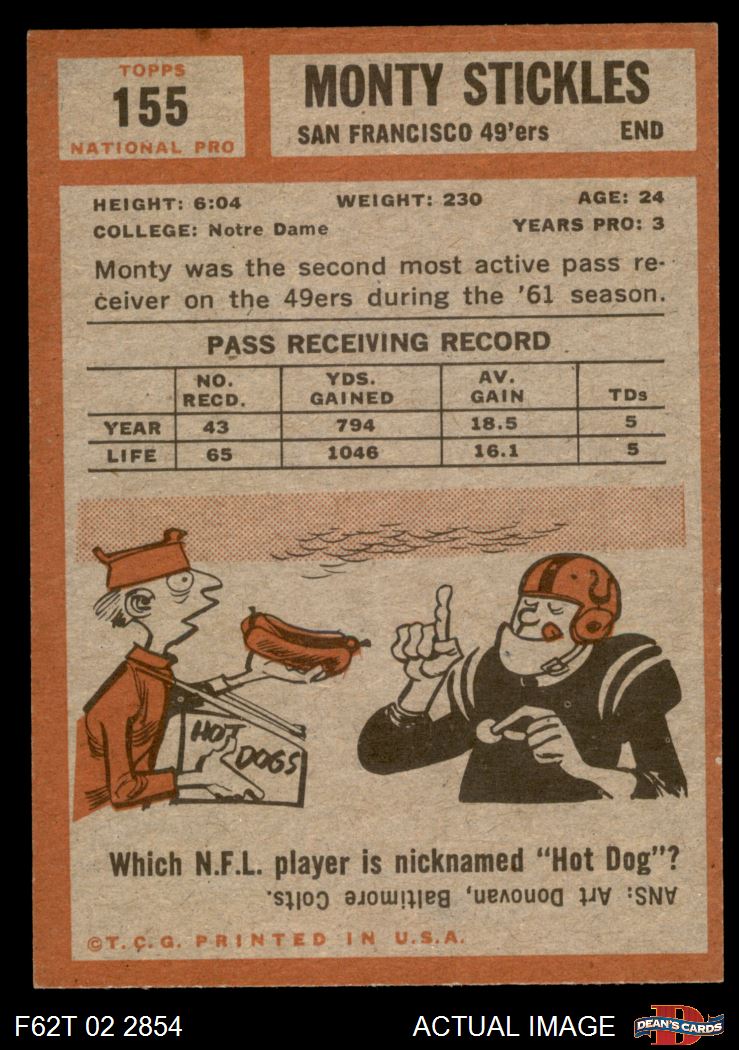 TOPPS
155
NATIONAL PRO
MONTY STICKLES
SAN FRANCISCO 49'ers END
HEIGHT: 6:04 WEIGHT: 230 AGE: 24
COLLEGE: Notre Dame YEARS PRO: 3
Monty was the second most active pass re-
ceiver on the 49ers during the '61 season.
PASS RECEIVING RECORD
NO. RECD. YDS. GAINED AV. GAIN TDs
YEAR 43 794 18.5 5
LIFE 65 1046 16.1 5
HOT
DOGS
Which N.F.L. player is nicknamed "Hot Dog"?
ANS: Art Donovan, Baltimore Colts.
©T.C.G. PRINTED IN U.S.A.
F62T 02 2854 ACTUAL IMAGE D DEAN'S CARDS